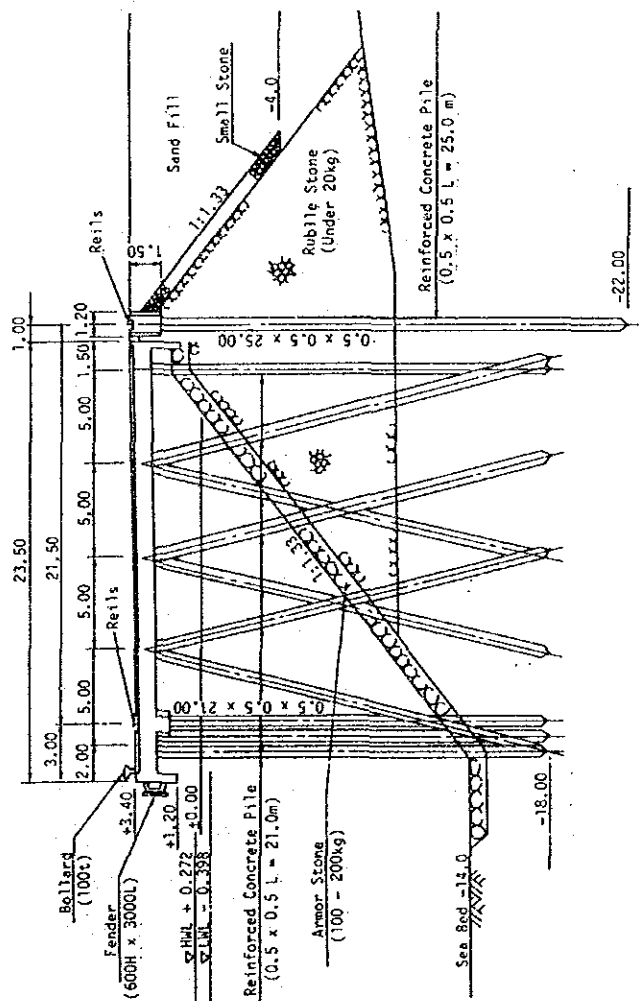 23.50
1.00
21.50
3.00
2.00
5.00
5.00
5.00
5.00
1.50
1.20
Reils
Reils
1.50
Bollard
(100t)
Fender
(600H x 3000L)
+3.40
+1.20
±0.00
▽HWL + 0.272
▽LWL - 0.398
Reinforced Concrete Pile
(0.5 x 0.5 L = 21.0m)
Armor Stone
(100 - 200kg)
Sea Bed -14.0
-18.00
0.5 x 0.5 x 21.00
0.5 x 0.5 x 25.00
1:1.33
1:1.33
Sand Fill
Small Stone
-4.0
Rubile Stone
(Under 20kg)
Reinforced Concrete Pile
(0.5 x 0.5 L = 25.0 m)
-22.00